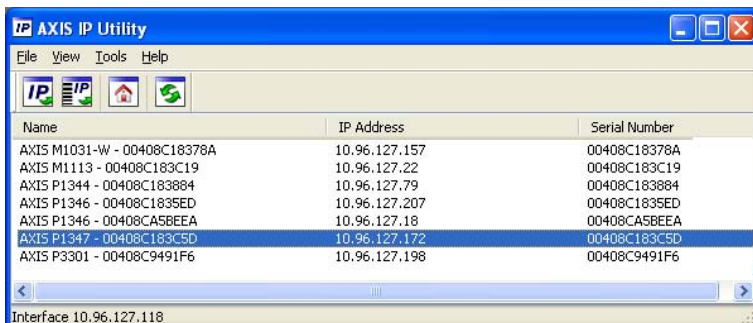 IP AXIS IP Utility
File View Tools Help
IP IP
Name IP Address Serial Number
AXIS M1031-W - 00408C18378A 10.96.127.157 00408C18378A
AXIS M1113 - 00408C183C19 10.96.127.22 00408C183C19
AXIS P1344 - 00408C183884 10.96.127.79 00408C183884
AXIS P1346 - 00408C1835ED 10.96.127.207 00408C1835ED
AXIS P1346 - 00408CA5BEEA 10.96.127.18 00408CA5BEEA
AXIS P1347 - 00408C183C5D 10.96.127.172 00408C183C5D
AXIS P3301 - 00408C9491F6 10.96.127.198 00408C9491F6
Interface 10.96.127.118